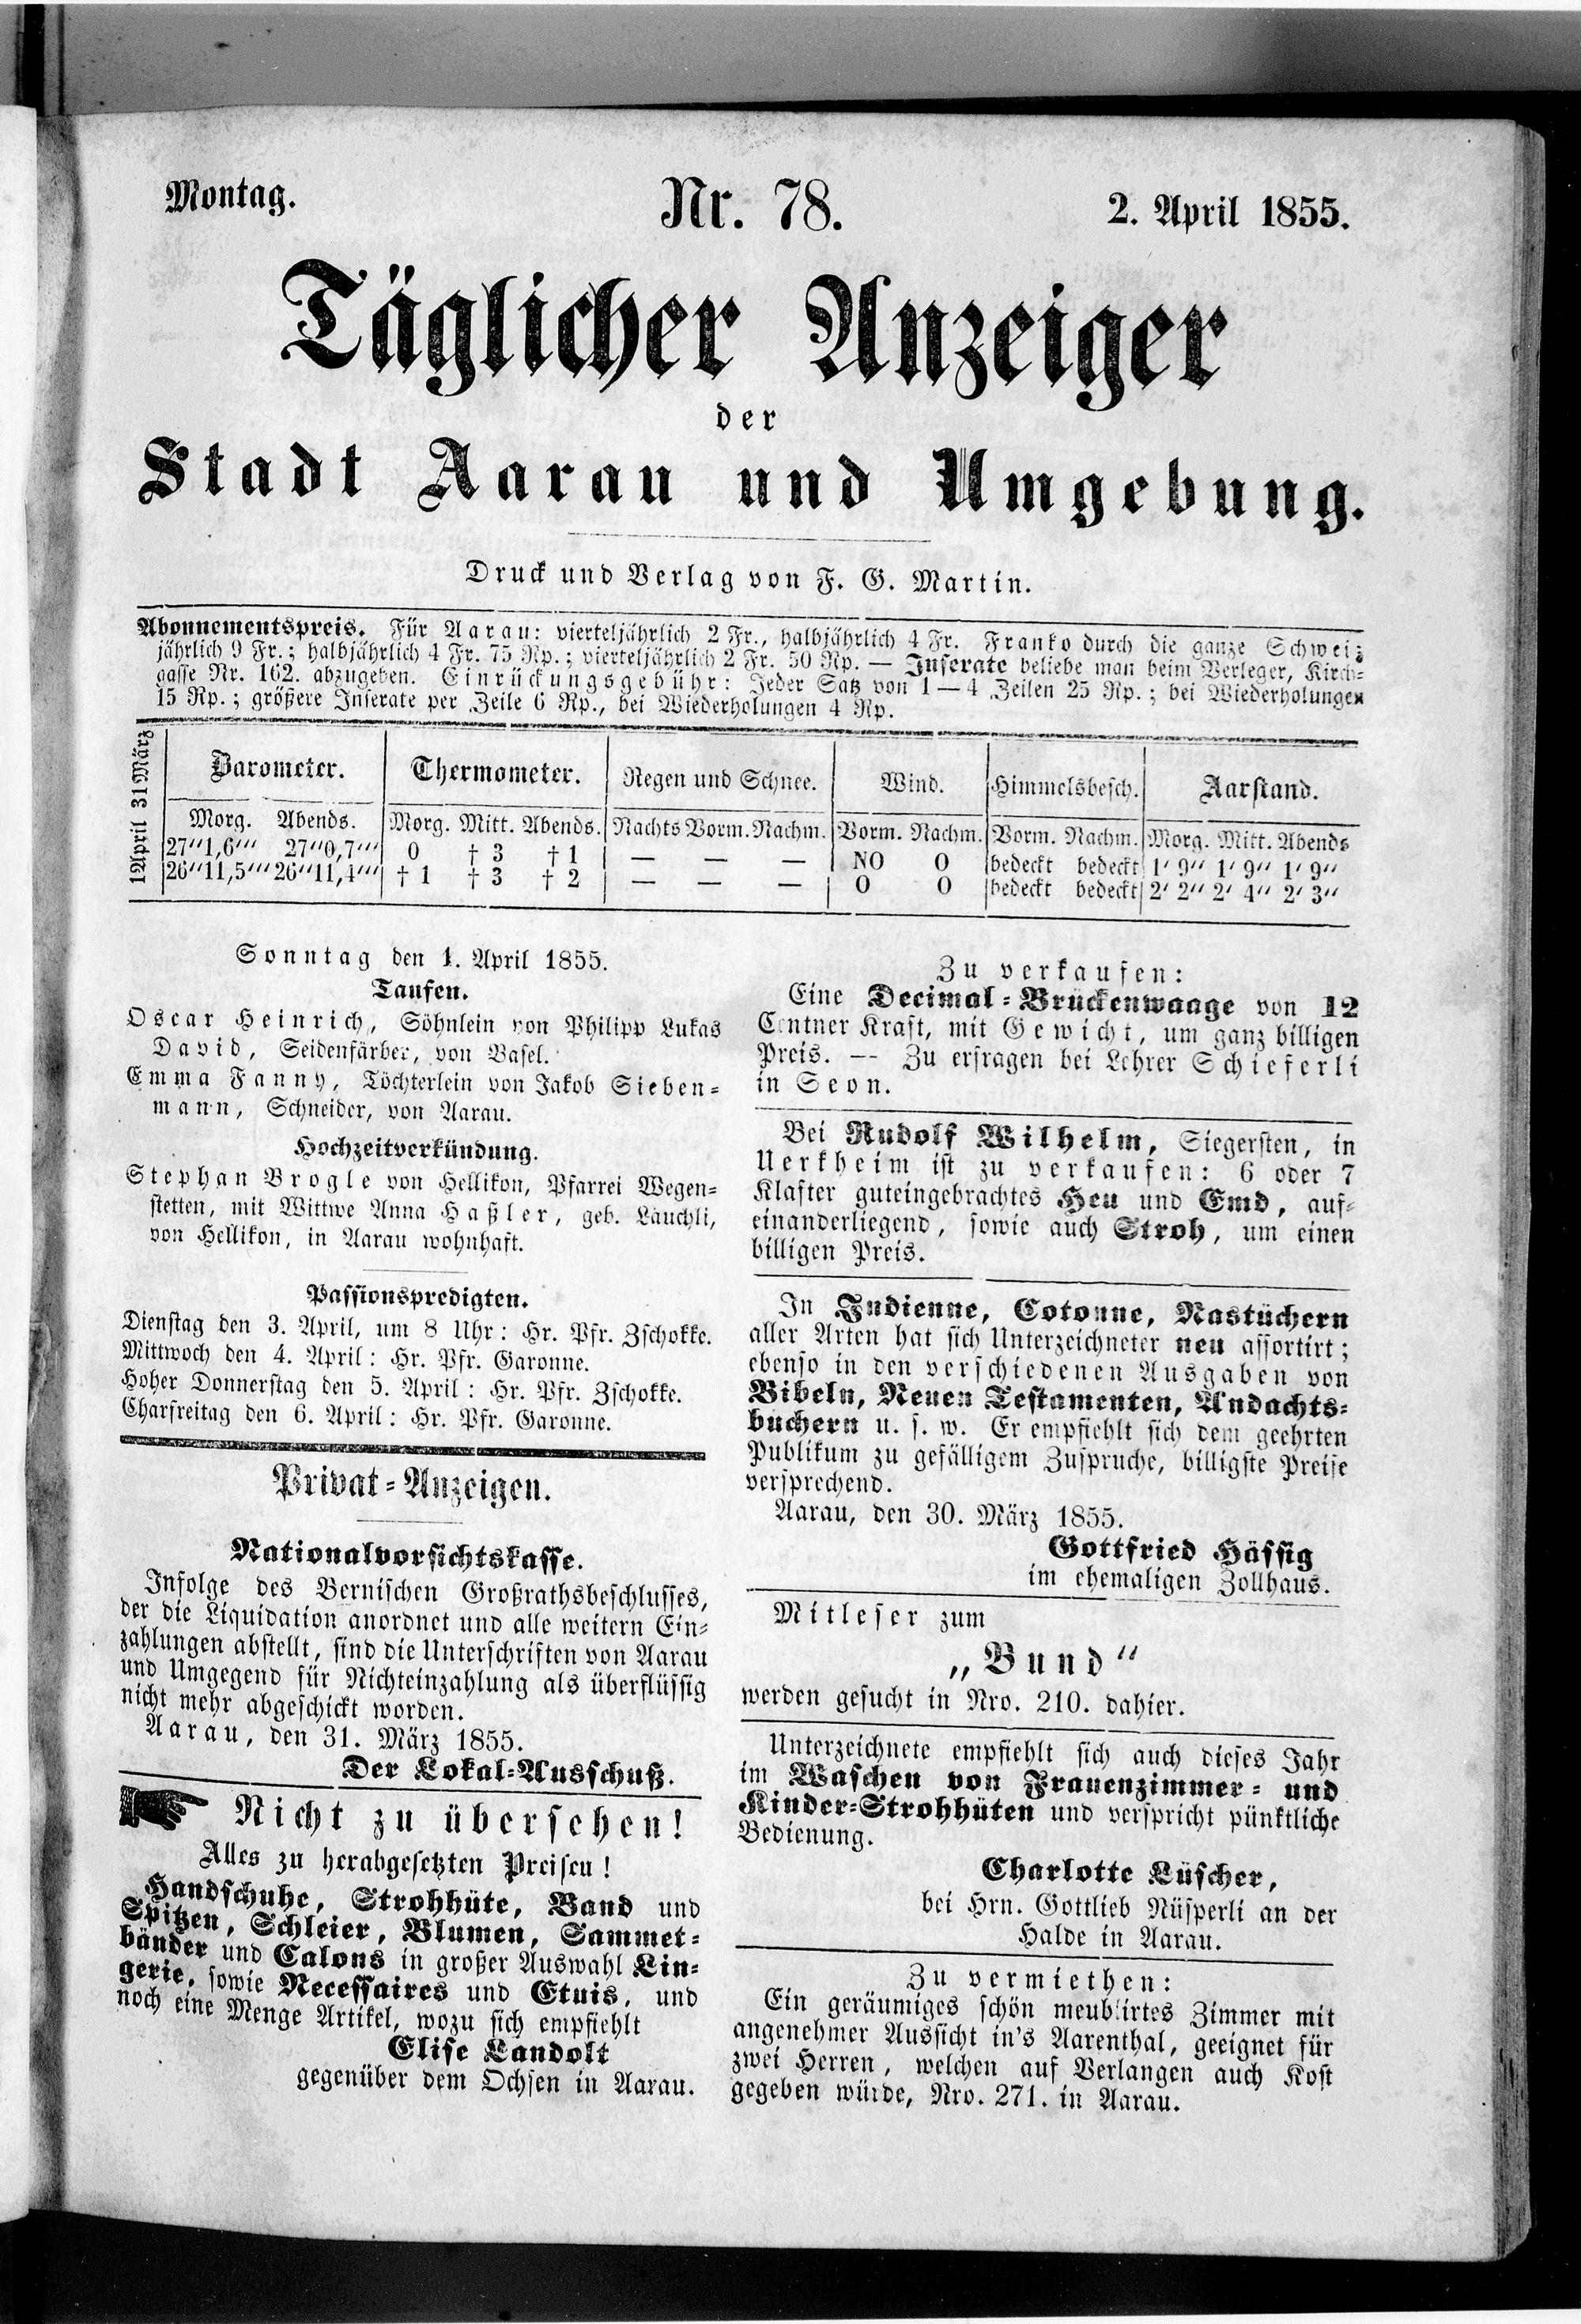 Montag.
Nr. 78.
2. April 1855.
Täglicher Anzeiger
der
Stadt Aarau und Umgebung.
Druck und Verlag von F. G. Martin.
Abonnementspreis. Für Aarau: vierteljährlich 2 Fr., halbjährlich 4 Fr. Franko durch die ganze Schweiz
jährlich 9 Fr.; halbjährlich 4 Fr. 75 Rp.; vierteljährlich 2 Fr. 50 Rp. — Inserate beliebe man beim Verleger, Kirch-
gasse Nr. 162. abzugeben. Einrückungsgebühr: Jeder Satz von 1—4 Zeilen 25 Rp.; bei Wiederholungen
15 Rp.; größere Inserate per Zeile 6 Rp., bei Wiederholungen 4 Rp.
1 April 31 März
Barometer. Thermometer. Regen und Schnee. Wind. Himmelsbesch. Aarstand.
Morg. Abends. Morg. Mitt. Abends. Nachts Vorm. Nachm. Vorm. Nachm. Vorm. Nachm. Morg. Mitt. Abends
27''1,6''' 27''0,7''' 0 † 3 † 1 — — — NO O bedeckt bedeckt 1' 9'' 1' 9'' 1' 9''
26''11,5''' 26''11,4''' † 1 † 3 † 2 — — — O O bedeckt bedeckt 2' 2'' 2' 4'' 2' 3''
Sonntag den 1. April 1855.
Taufen.
Oscar Heinrich, Söhnlein von Philipp Lukas
David, Seidenfärber, von Basel.
Emma Fanny, Töchterlein von Jakob Sieben-
mann, Schneider, von Aarau.
Hochzeitverkündung.
Stephan Brogle von Hellikon, Pfarrei Wegen-
stetten, mit Wittwe Anna Haßler, geb. Läuchli,
von Hellikon, in Aarau wohnhaft.
Passionspredigten.
Dienstag den 3. April, um 8 Uhr: Hr. Pfr. Zschokke.
Mittwoch den 4. April: Hr. Pfr. Garonne.
Hoher Donnerstag den 5. April: Hr. Pfr. Zschokke.
Charfreitag den 6. April: Hr. Pfr. Garonne.
Privat-Anzeigen.
Nationalvorsichtskasse.
Infolge des Bernischen Großrathsbeschlusses,
der die Liquidation anordnet und alle weitern Ein-
zahlungen abstellt, sind die Unterschriften von Aarau
und Umgegend für Nichteinzahlung als überflüssig
nicht mehr abgeschickt worden.
Aarau, den 31. März 1855.
Der Lokal-Ausschuß.
Nicht zu übersehen!
Alles zu herabgesetzten Preisen!
Handschuhe, Strohhüte, Band und
Spitzen, Schleier, Blumen, Sammet-
bänder und Calons in großer Auswahl Lin-
gerie, sowie Necessaires und Etuis, und
noch eine Menge Artikel, wozu sich empfiehlt
Elise Landolt
gegenüber dem Ochsen in Aarau.
Zu verkaufen:
Eine Decimal-Brückenwaage von 12
Centner Kraft, mit Gewicht, um ganz billigen
Preis. — Zu erfragen bei Lehrer Schieferli
in Seon.
Bei Rudolf Wilhelm, Siegersten, in
Uerkheim ist zu verkaufen: 6 oder 7
Klafter guteingebrachtes Heu und Emd, auf-
einanderliegend, sowie auch Stroh, um einen
billigen Preis.
In Indienne, Cotonne, Nastüchern
aller Arten hat sich Unterzeichneter neu assortirt;
ebenso in den verschiedenen Ausgaben von
Bibeln, Neuen Testamenten, Andachts-
büchern u. s. w. Er empfiehlt sich dem geehrten
Publikum zu gefälligem Zuspruche, billigste Preise
versprechend.
Aarau, den 30. März 1855.
Gottfried Hässig
im ehemaligen Zollhaus.
Mitleser zum
„Bund“
werden gesucht in Nro. 210. dahier.
Unterzeichnete empfiehlt sich auch dieses Jahr
im Waschen von Frauenzimmer- und
Kinder-Strohhüten und verspricht pünktliche
Bedienung.
Charlotte Lüscher,
bei Hrn. Gottlieb Nüsperli an der
Halde in Aarau.
Zu vermiethen:
Ein geräumiges schön meublirtes Zimmer mit
angenehmer Aussicht in's Aarenthal, geeignet für
zwei Herren, welchen auf Verlangen auch Kost
gegeben würde, Nro. 271. in Aarau.